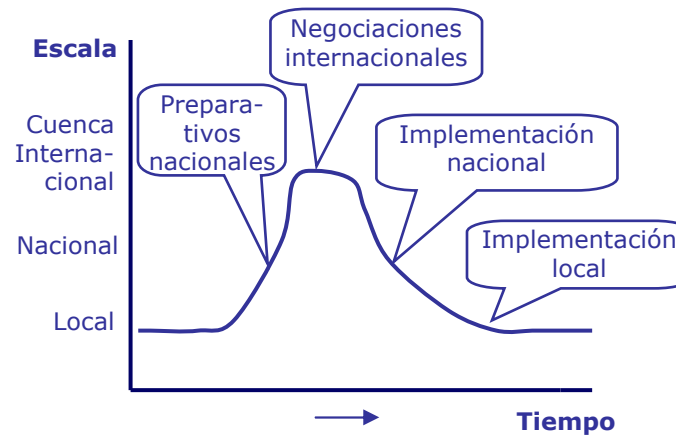 Escala
Negociaciones
internacionales
Prepara-
tivos
nacionales
Cuenca
Interna-
cional
Implementación
nacional
Nacional
Implementación
local
Local
Tiempo